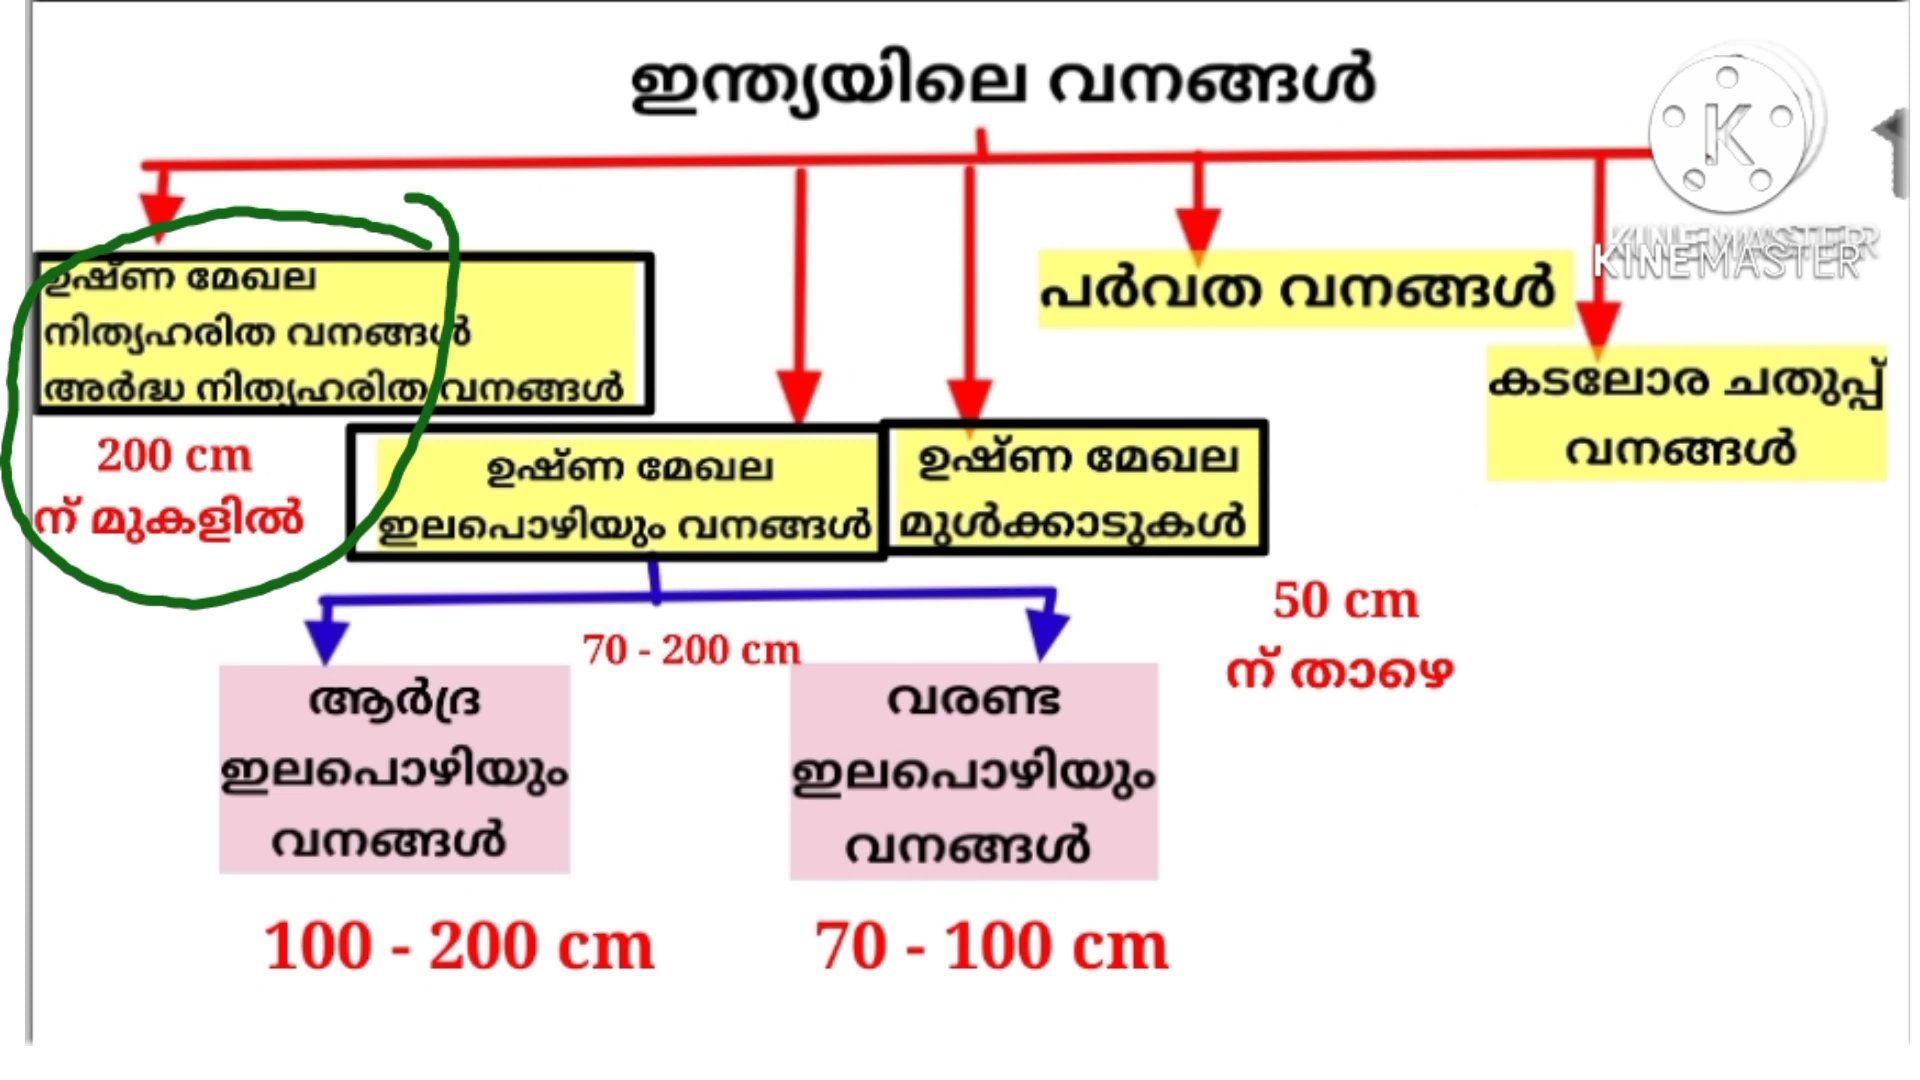 ഇന്ത്യയിലെ വനങ്ങൾ
K
KINEMASTER
ഉഷ്ണ മേഖല
നിത്യഹരിത വനങ്ങൾ
അർദ്ധ നിത്യഹരിത വനങ്ങൾ
200 cm
ന് മുകളിൽ
ഉഷ്ണ മേഖല
ഇലപൊഴിയും വനങ്ങൾ
ഉഷ്ണ മേഖല
മുൾക്കാടുകൾ
പർവത വനങ്ങൾ
കടലോര ചതുപ്പ്
വനങ്ങൾ
50 cm
ന് താഴെ
70 - 200 cm
ആർദ്ര
ഇലപൊഴിയും
വനങ്ങൾ
100 - 200 cm
വരണ്ട
ഇലപൊഴിയും
വനങ്ങൾ
70 - 100 cm